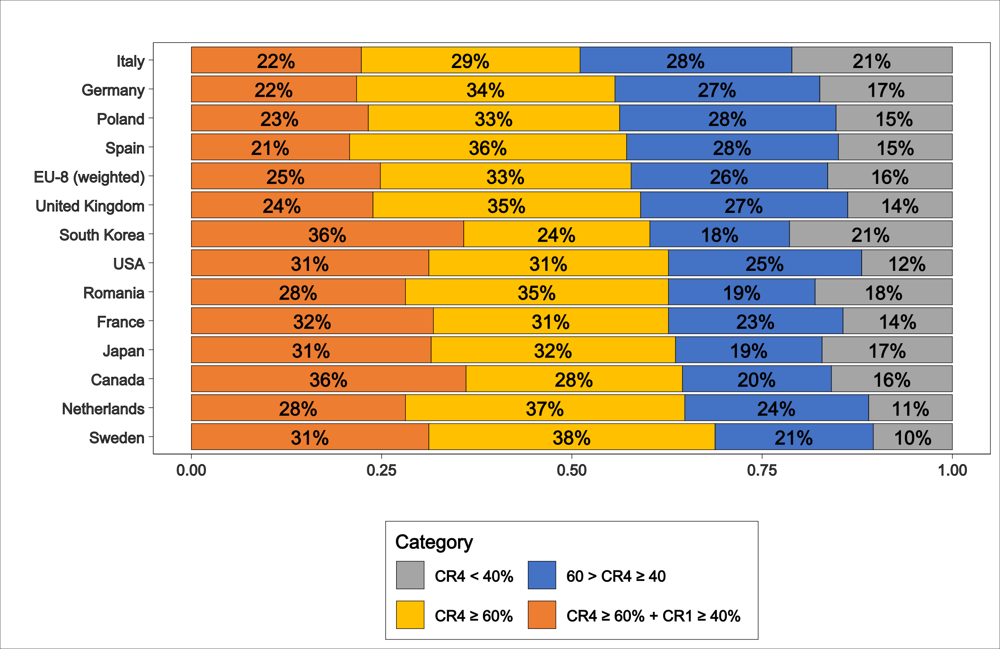 Italy 22% 29% 28% 21%
Germany 22% 34% 27% 17%
Poland 23% 33% 28% 15%
Spain 21% 36% 28% 15%
EU-8 (weighted) 25% 33% 26% 16%
United Kingdom 24% 35% 27% 14%
South Korea 36% 24% 18% 21%
USA 31% 31% 25% 12%
Romania 28% 35% 19% 18%
France 32% 31% 23% 14%
Japan 31% 32% 19% 17%
Canada 36% 28% 20% 16%
Netherlands 28% 37% 24% 11%
Sweden 31% 38% 21% 10%
0.00 0.25 0.50 0.75 1.00
Category
CR4 < 40% 60 > CR4 ≥ 40
CR4 ≥ 60% CR4 ≥ 60% + CR1 ≥ 40%